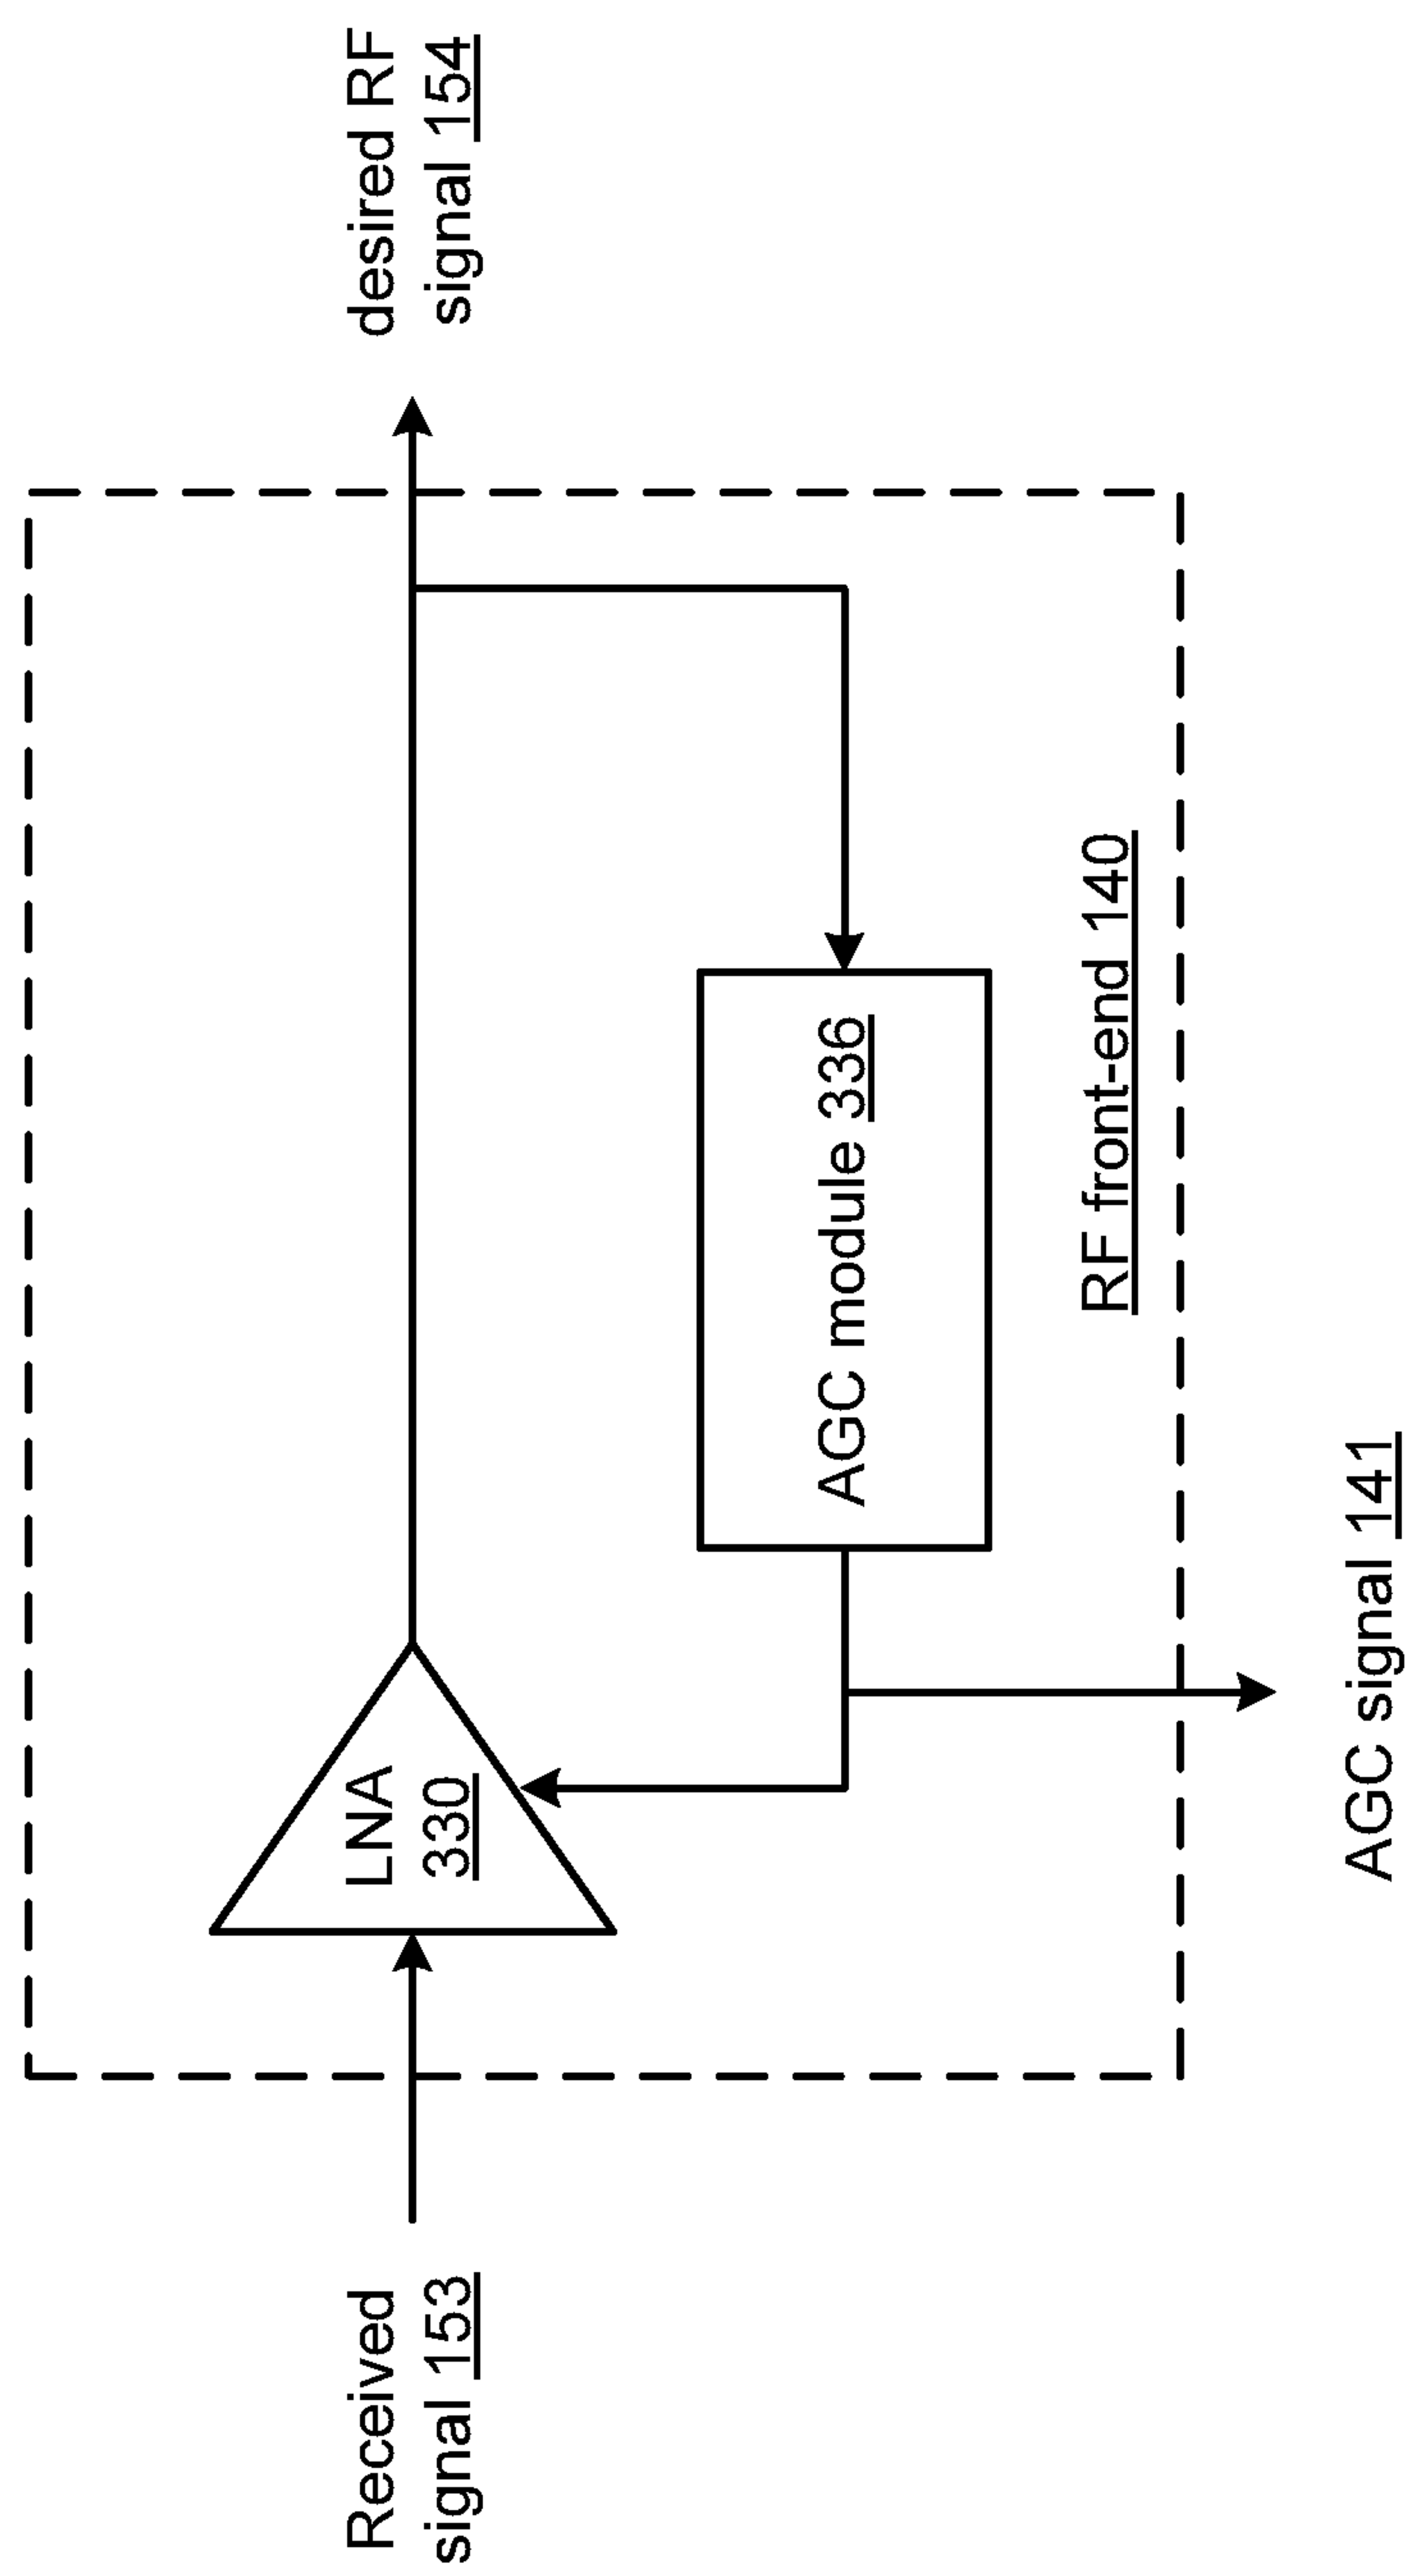 Received
signal 153
LNA
330
desired RF
signal 154
AGC module 336
RF front-end 140
AGC signal 141